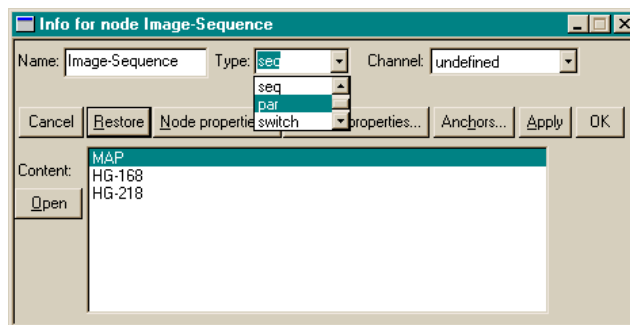 Info for node Image-Sequence
Name: Image-Sequence Type: seq Channel: undefined
seq
par
switch
Cancel Restore Node properti properties... Anchors... Apply OK
Content:
Open
MAP
HG-168
HG-218